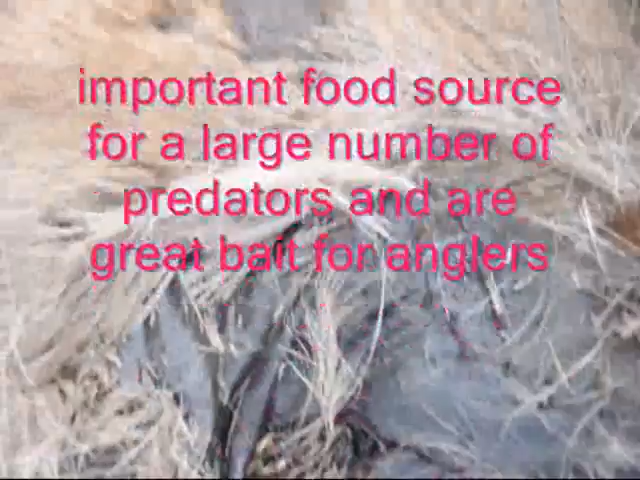 important food source
for a large number of
predators and are
great bait for anglers